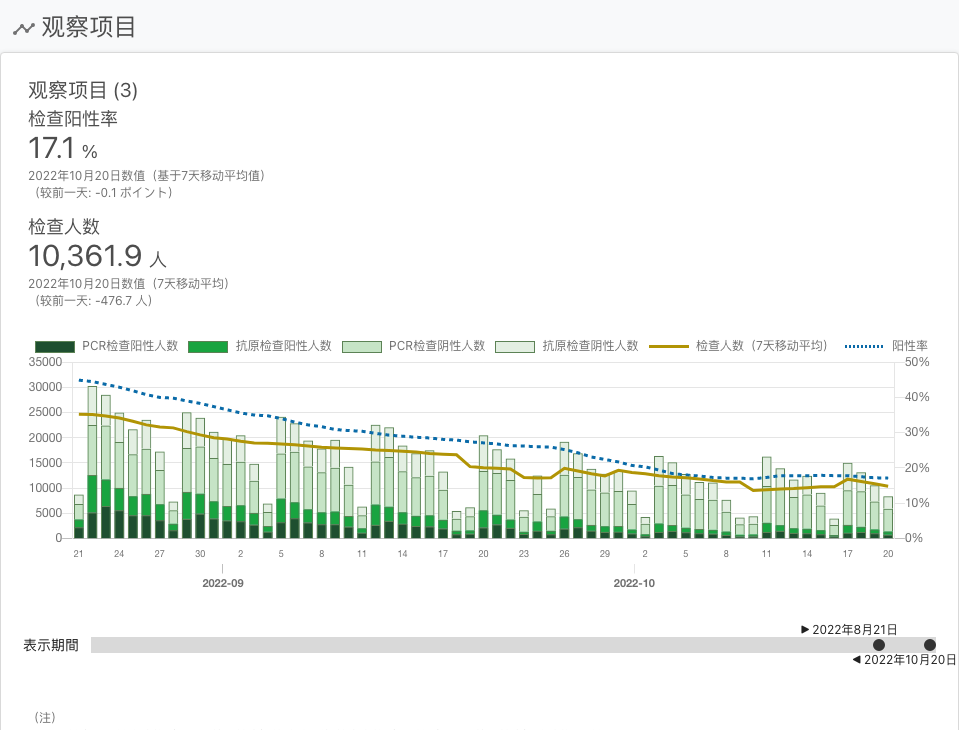 观察项目
观察项目 (3)
检查阳性率
17.1 %
2022年10月20日数值（基于7天移动平均值）
（较前一天: -0.1 ポイント）
检查人数
10,361.9 人
2022年10月20日数值（7天移动平均）
（较前一天: -476.7 人）
PCR检查阳性人数 抗原检查阳性人数 PCR检查阴性人数 抗原检查阴性人数 检查人数（7天移动平均） 阳性率
35000 50%
30000 40%
25000
20000 30%
15000 20%
10000
5000 10%
0 0%
21 24 27 30 2 5 8 11 14 17 20 23 26 29 2 5 8 11 14 17 20
2022-09 2022-10
▶ 2022年8月21日
表示期間
◀ 2022年10月20日
（注）